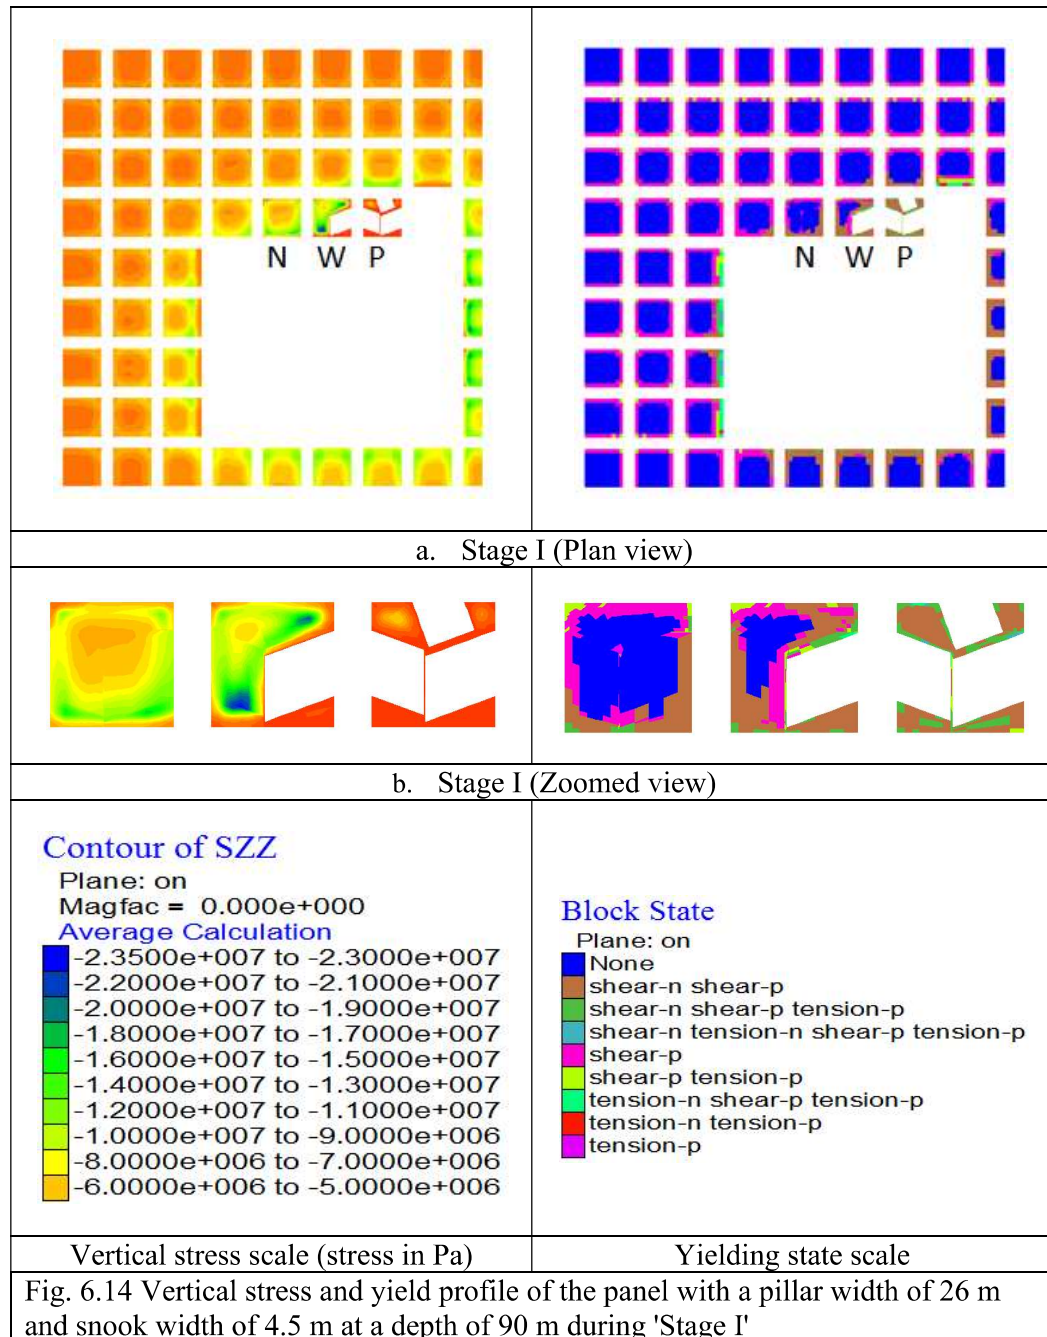 N W P
N W P
a. Stage I (Plan view)
b. Stage I (Zoomed view)
Contour of SZZ
Plane: on
Magfac = 0.000e+000
Average Calculation
-2.3500e+007 to -2.3000e+007
-2.2000e+007 to -2.1000e+007
-2.0000e+007 to -1.9000e+007
-1.8000e+007 to -1.7000e+007
-1.6000e+007 to -1.5000e+007
-1.4000e+007 to -1.3000e+007
-1.2000e+007 to -1.1000e+007
-1.0000e+007 to -9.0000e+006
-8.0000e+006 to -7.0000e+006
-6.0000e+006 to -5.0000e+006
Block State
Plane: on
None
shear-n shear-p
shear-n shear-p tension-p
shear-n tension-n shear-p tension-p
shear-p
shear-p tension-p
tension-n shear-p tension-p
tension-n tension-p
tension-p
Vertical stress scale (stress in Pa)
Yielding state scale
Fig. 6.14 Vertical stress and yield profile of the panel with a pillar width of 26 m
and snook width of 4.5 m at a depth of 90 m during 'Stage I'